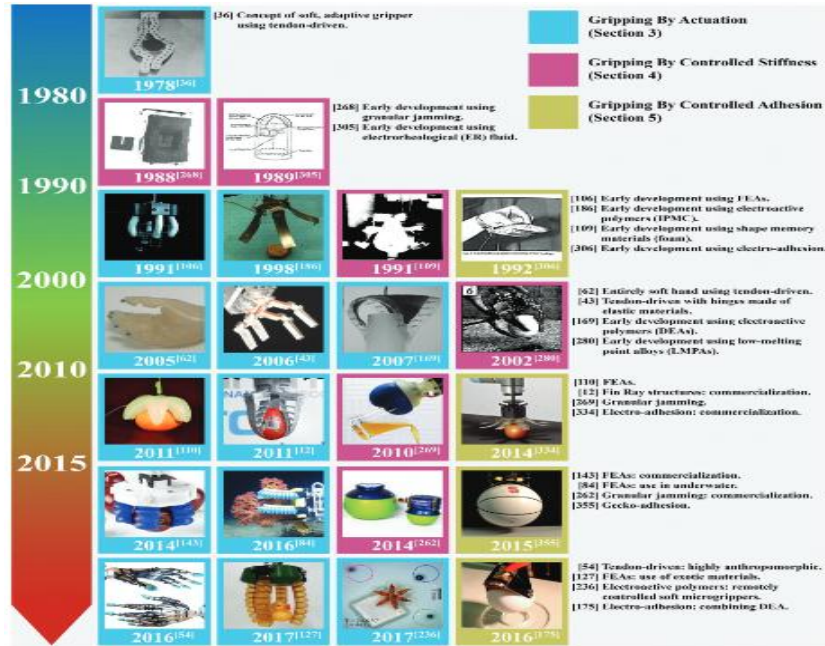 [36] Concept of soft, adaptive gripper
using tendon-driven.
Gripping By Actuation
(Section 3)
Gripping By Controlled Stiffness
(Section 4)
Gripping By Controlled Adhesion
(Section 5)
1978[36]
1980
[268] Early development using
granular jamming.
[305] Early development using
electrorheological (ER) fluid.
1988[268]
1989[305]
1990
[106] Early development using FEAs.
[186] Early development using electroactive
polymers (IPMC).
[109] Early development using shape memory
materials (foam).
[306] Early development using electro-adhesion.
1991[106]
1998[186]
1991[109]
1992[306]
2000
[62] Entirely soft hand using tendon-driven.
[43] Tendon-driven with hinges made of
elastic materials.
[169] Early development using electroactive
polymers (DEAs).
[280] Early development using low-melting
point alloys (LMPAs).
6
2005[62]
2006[43]
2007[169]
2002[280]
2010
[110] FEAs.
[12] Fin Ray structures: commercialization.
[269] Granular jamming.
[334] Electro-adhesion: commercialization.
2011[110]
2011[12]
2010[269]
2014[334]
2015
[143] FEAs: commercialization.
[84] FEAs: use in underwater.
[262] Granular jamming: commercialization.
[355] Gecko-adhesion.
2014[143]
2016[84]
2014[262]
2015[355]
[54] Tendon-driven: highly anthropomorphic.
[127] FEAs: use of exotic materials.
[236] Electroactive polymers: remotely
controlled soft microgrippers.
[175] Electro-adhesion: combining DEA.
2016[54]
2017[127]
2017[236]
2016[175]